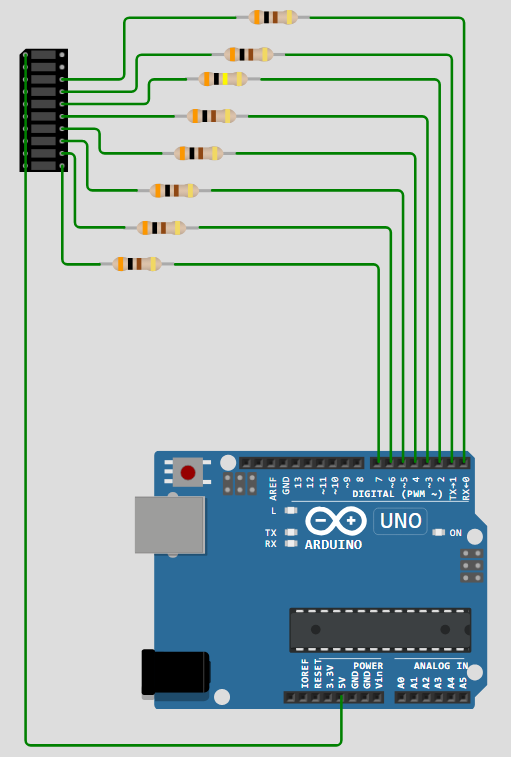 AREF
GND
13
12
~11
~10
~9
8
7
~6
~5
4
~3
2
TX→1
RX←0
DIGITAL (PWM ~)
L
TX
RX
UNO
ON
ARDUINO
IOREF
RESET
3.3V
5V
GND
GND
Vin
POWER
ANALOG IN
A0
A1
A2
A3
A4
A5